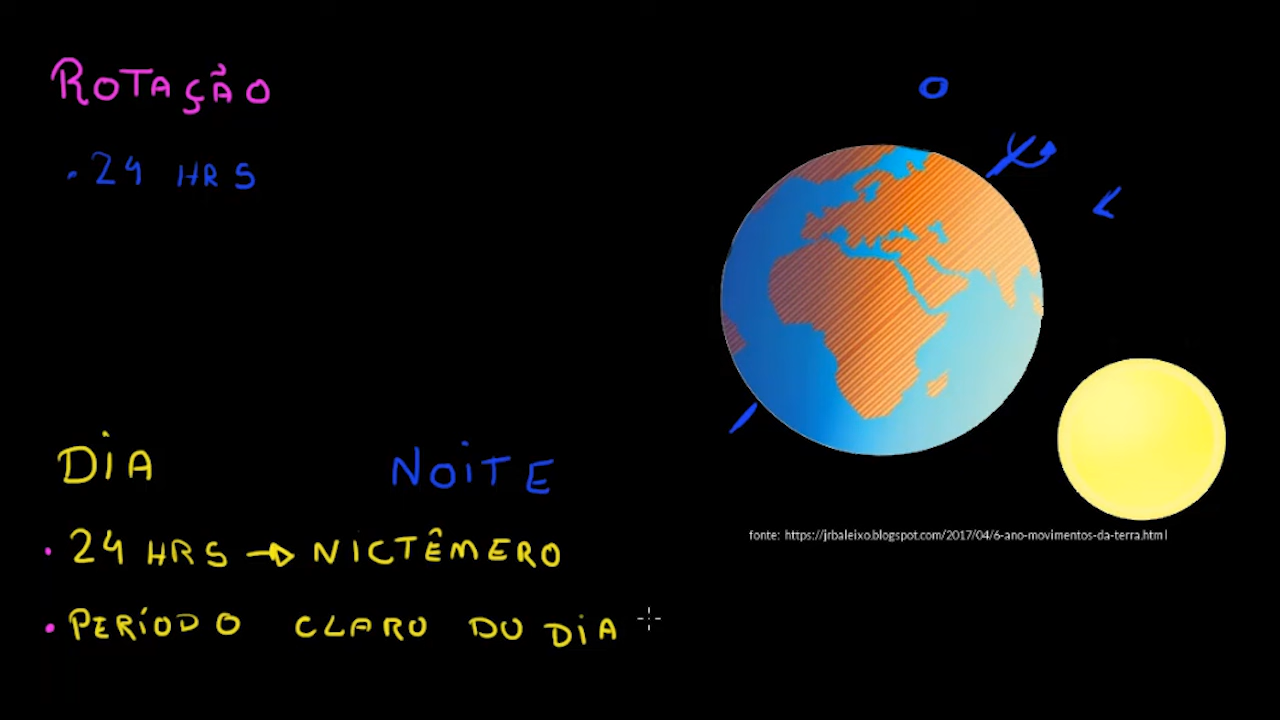 ROTAÇÃO
• 24 HRS
O
L
DIA NOITE
• 24 HRS → NICTÊMERO
• PERÍODO CLARO DO DIA
fonte: https://jrbaleixo.blogspot.com/2017/04/6-ano-movimentos-da-terra.html